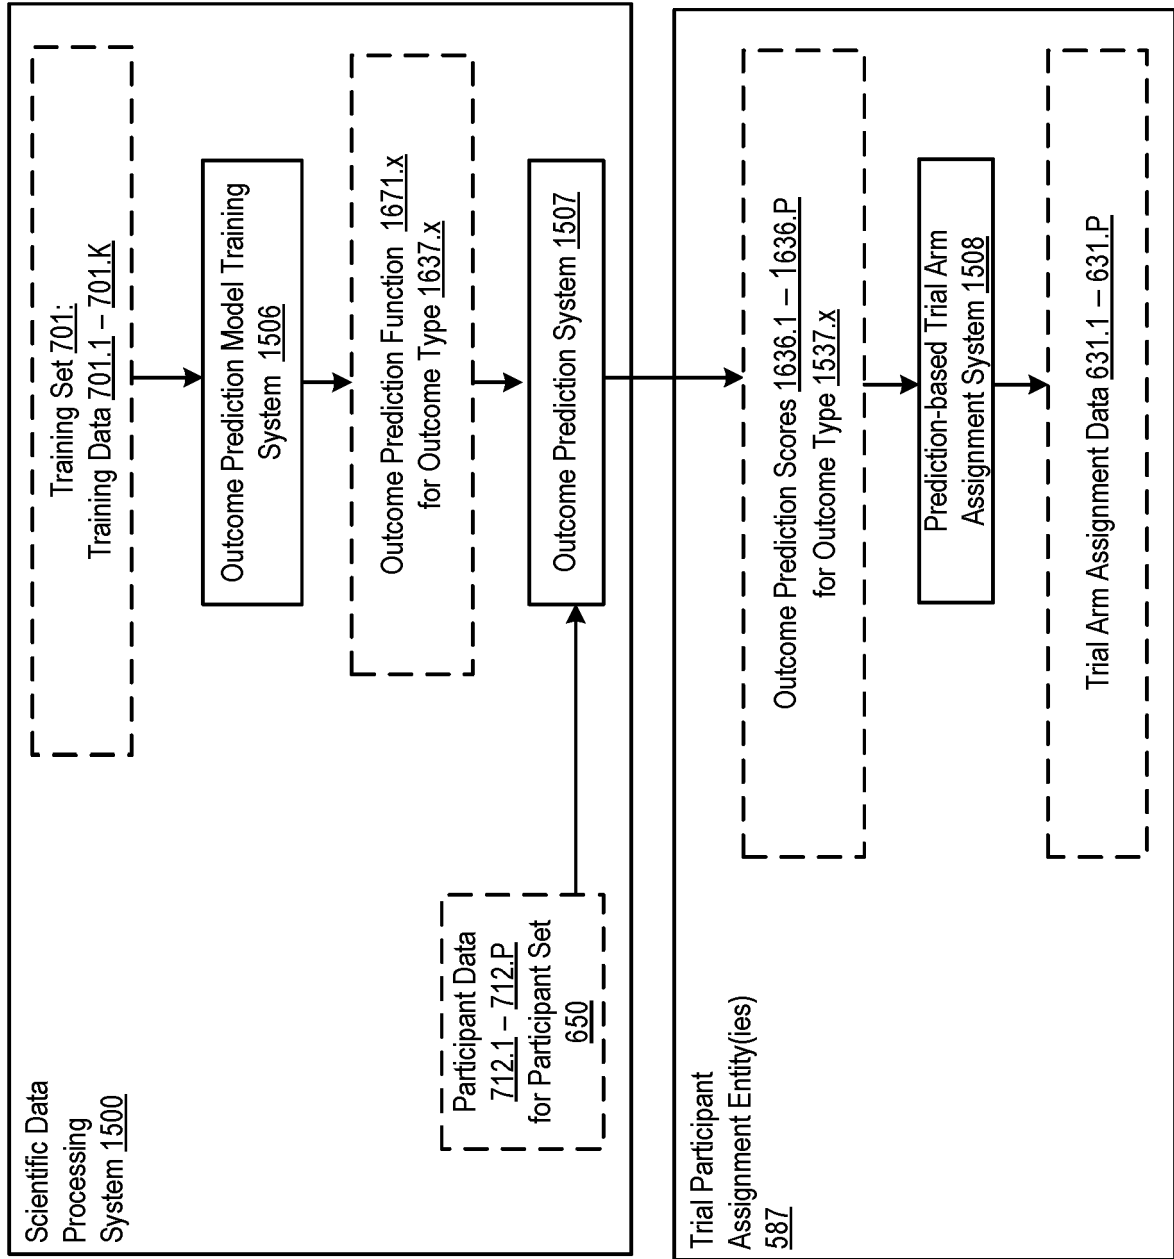 Scientific Data
Processing
System 1500
Training Set 701:
Training Data 701.1 – 701.K
Outcome Prediction Model Training
System 1506
Outcome Prediction Function 1671.x
for Outcome Type 1637.x
Participant Data
712.1 – 712.P
for Participant Set
650
Outcome Prediction System 1507
Trial Participant
Assignment Entity(ies)
587
Outcome Prediction Scores 1636.1 – 1636.P
for Outcome Type 1537.x
Prediction-based Trial Arm
Assignment System 1508
Trial Arm Assignment Data 631.1 – 631.P